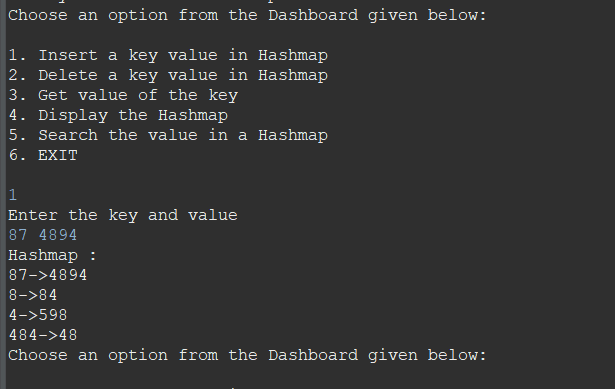 Choose an option from the Dashboard given below:
1. Insert a key value in Hashmap
2. Delete a key value in Hashmap
3. Get value of the key
4. Display the Hashmap
5. Search the value in a Hashmap
6. EXIT
1
Enter the key and value
87 4894
Hashmap :
87->4894
8->84
4->598
484->48
Choose an option from the Dashboard given below: